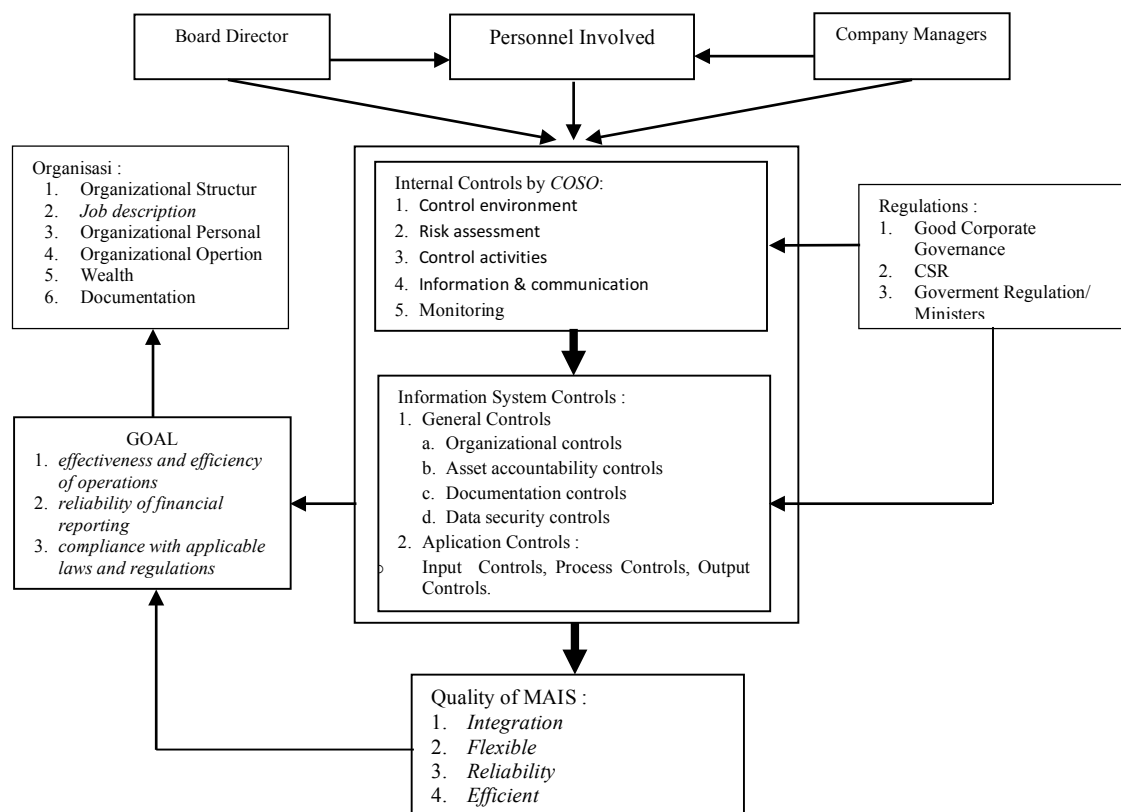 Board Director
Personnel Involved
Company Managers
Organisasi :
1. Organizational Structur
2. Job description
3. Organizational Personal
4. Organizational Opertion
5. Wealth
6. Documentation
Internal Controls by COSO:
1. Control environment
2. Risk assessment
3. Control activities
4. Information & communication
5. Monitoring
Regulations :
1. Good Corporate
Governance
2. CSR
3. Goverment Regulation/
Ministers
Information System Controls :
1. General Controls
a. Organizational controls
b. Asset accountability controls
c. Documentation controls
d. Data security controls
2. Aplication Controls :
Input Controls, Process Controls, Output
Controls.
GOAL
1. effectiveness and efficiency
of operations
2. reliability of financial
reporting
3. compliance with applicable
laws and regulations
Quality of MAIS :
1. Integration
2. Flexible
3. Reliability
4. Efficient